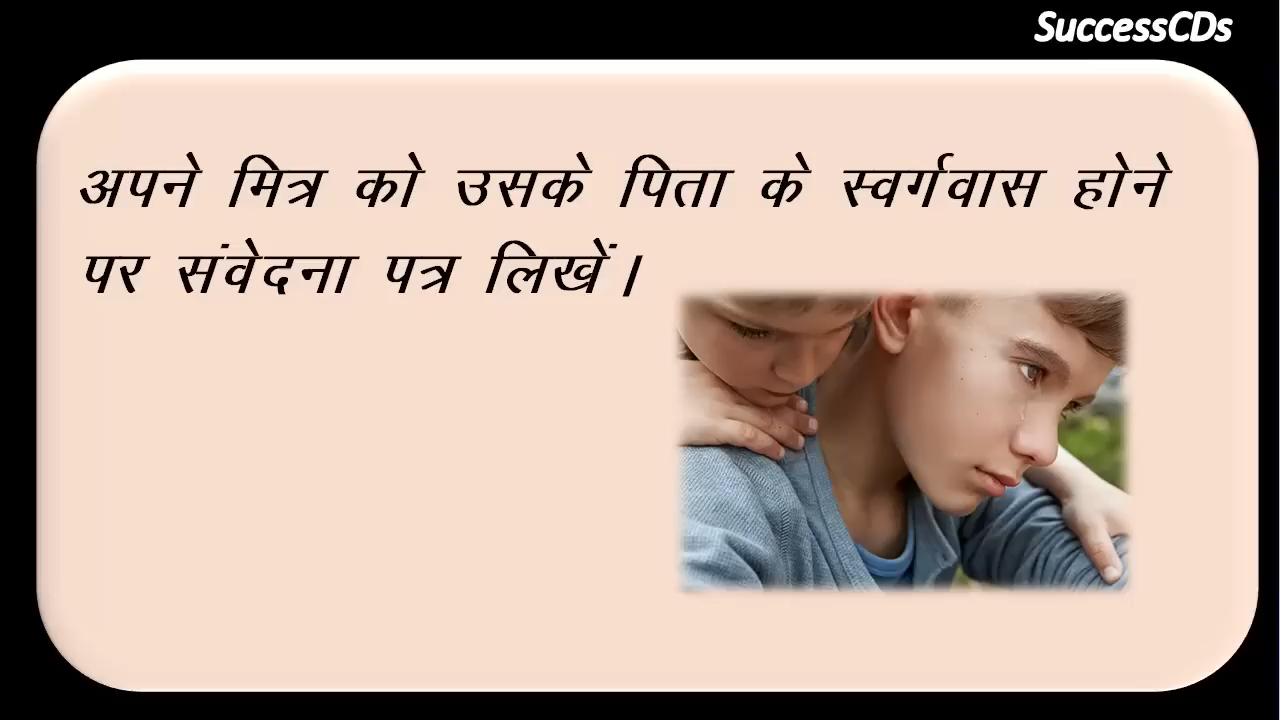 SuccessCDs
अपने मित्र को उसके पिता के स्वर्गवास होने
पर संवेदना पत्र लिखें।